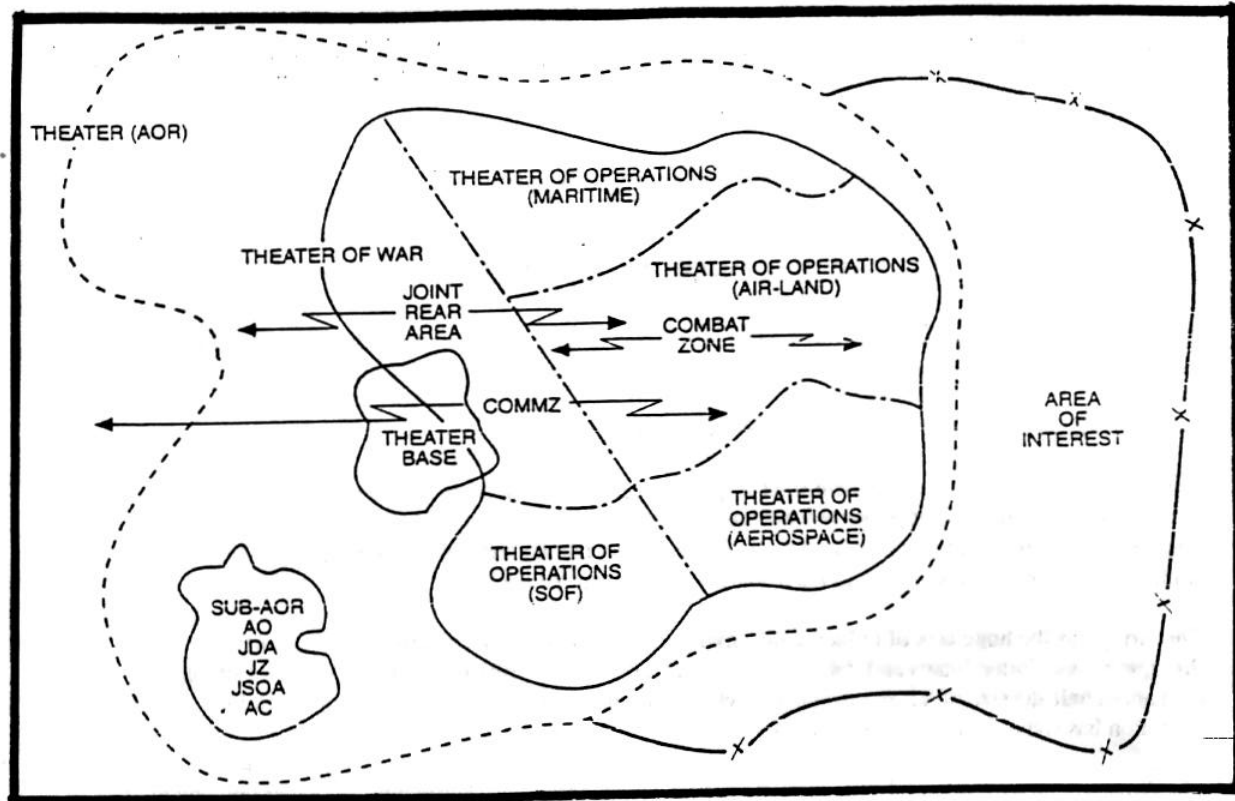 THEATER (AOR)
THEATER OF OPERATIONS
(MARITIME)
THEATER OF WAR
THEATER OF OPERATIONS
(AIR-LAND)
JOINT
REAR
AREA
COMBAT
ZONE
COMMZ
THEATER
BASE
AREA
OF
INTEREST
THEATER OF
OPERATIONS
(AEROSPACE)
THEATER OF
OPERATIONS
(SOF)
SUB-AOR
AO
JDA
JZ
JSOA
AC